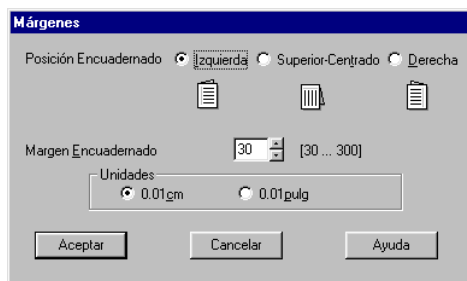 Márgenes
Posición Encuadernado Izquierda Superior-Centrado Derecha
Margen Encuadernado 30 [30 ... 300]
Unidades
0.01cm 0.01pulg
Aceptar Cancelar Ayuda